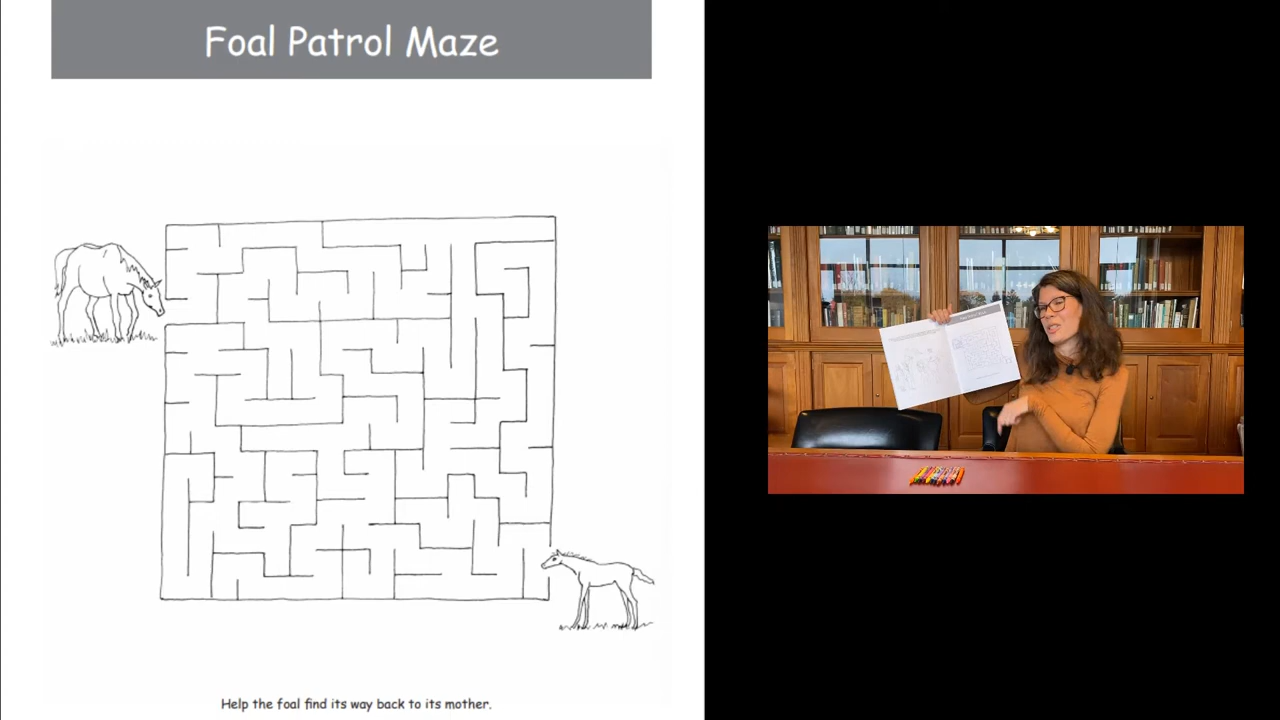 Foal Patrol Maze
Help the foal find its way back to its mother.